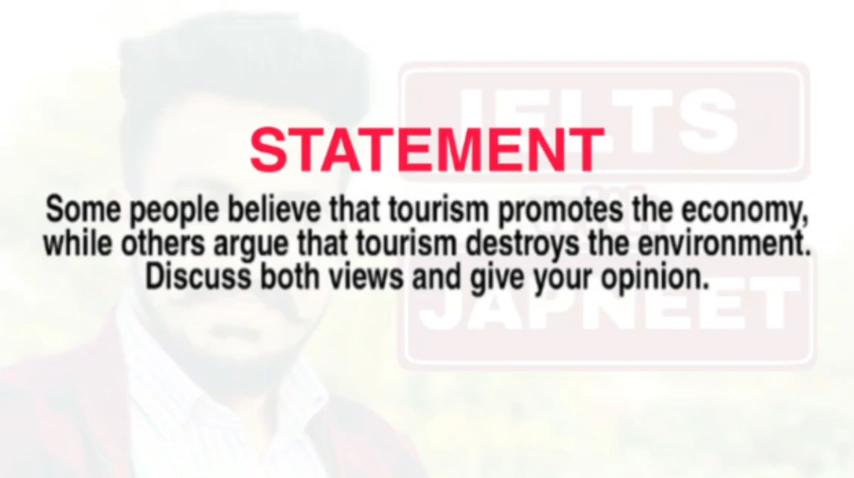 IELTS
STATEMENT
Some people believe that tourism promotes the economy,
while others argue that tourism destroys the environment.
Discuss both views and give your opinion.
JAPNEET